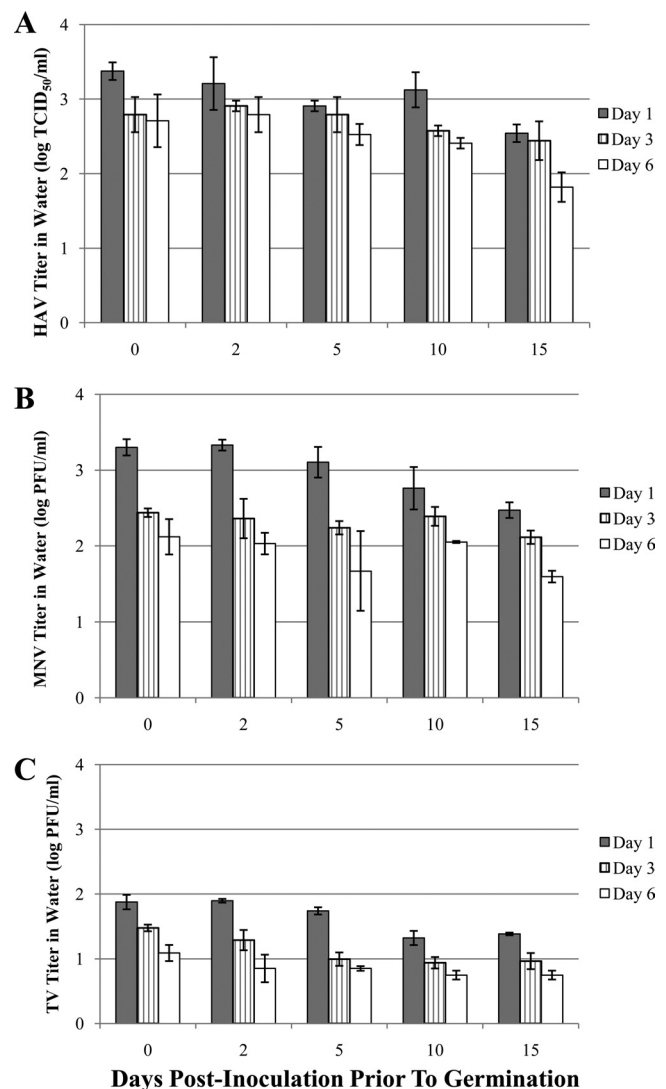 A
HAV Titer in Water (log TCID₅₀/ml)
4
3
2
1
0
0 2 5 10 15
Day 1
Day 3
Day 6
B
MNV Titer in Water (log PFU/ml)
4
3
2
1
0
0 2 5 10 15
Day 1
Day 3
Day 6
C
TV Titer in Water (log PFU/ml)
4
3
2
1
0
0 2 5 10 15
Day 1
Day 3
Day 6
Days Post-Inoculation Prior To Germination